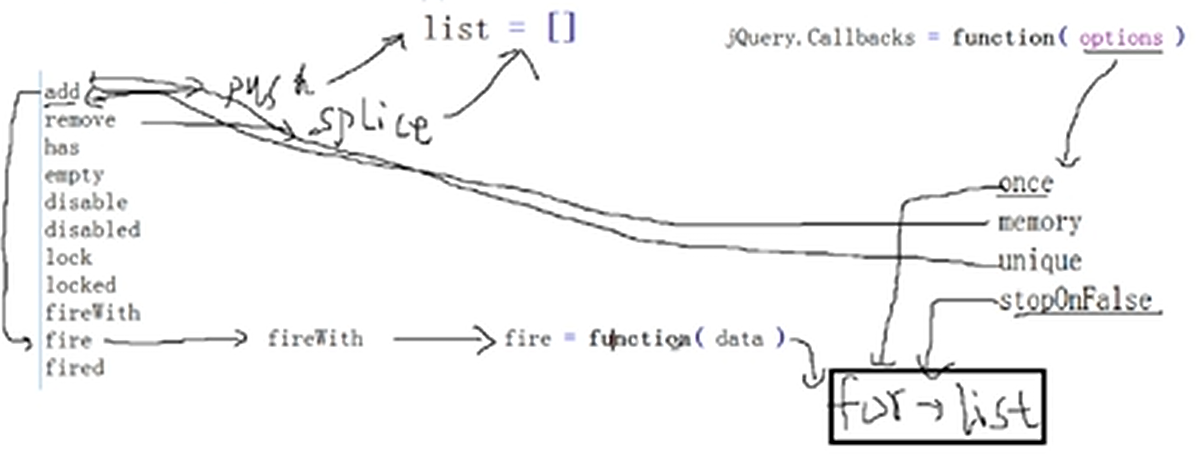 list = []
jQuery.Callbacks = function( options )
add
push
remove
splice
has
empty
disable
disabled
lock
locked
fireWith
fire
fired
fireWith
fire = function( data )
once
memory
unique
stopOnFalse
for → list